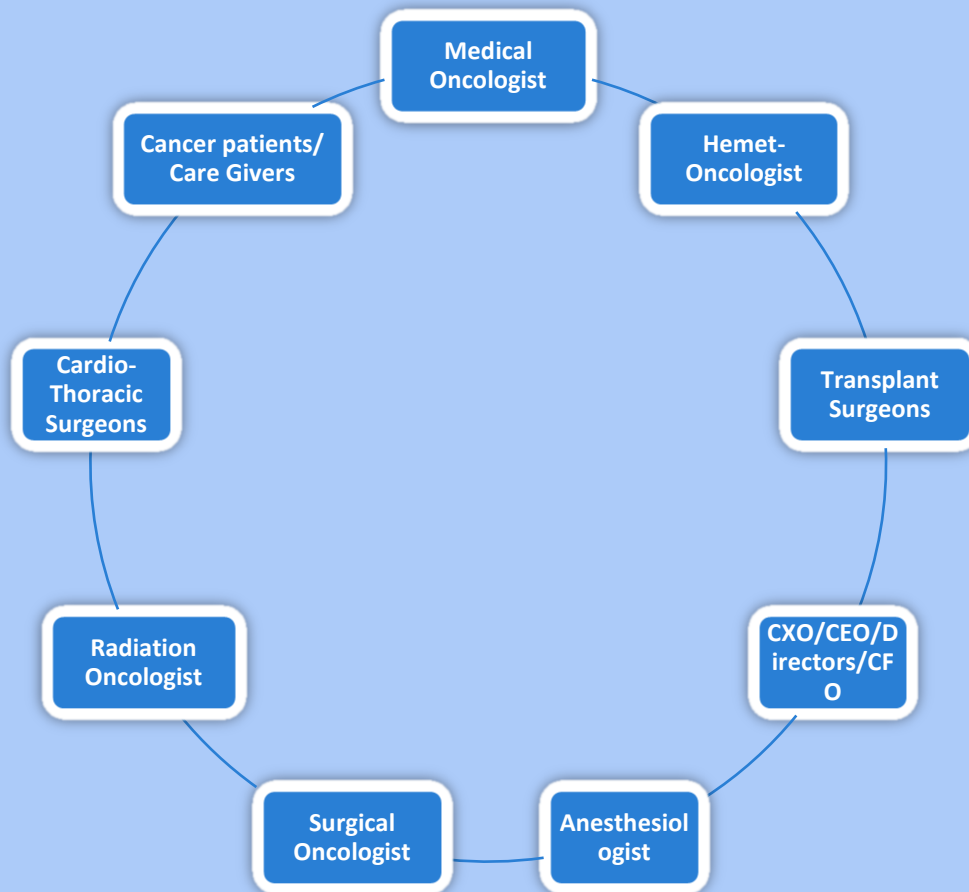 Medical
Oncologist
Hemet-
Oncologist
Transplant
Surgeons
CXO/CEO/D
irectors/CF
O
Anesthesiol
ogist
Surgical
Oncologist
Radiation
Oncologist
Cardio-
Thoracic
Surgeons
Cancer patients/
Care Givers